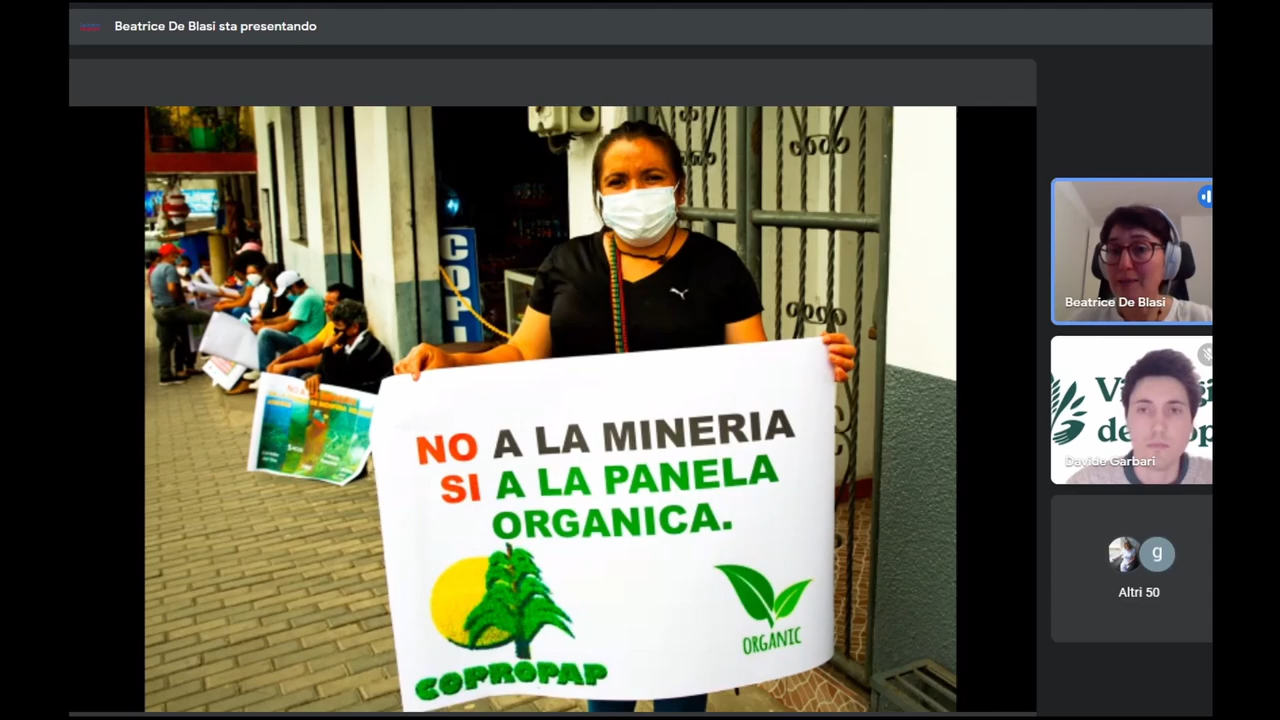 Beatrice De Blasi sta presentando
COPI
NO A LA MINERIA
SI A LA PANELA
ORGANICA.
COPROPAP
ORGANIC
Beatrice De Blasi
Davide Garbari
g
Altri 50